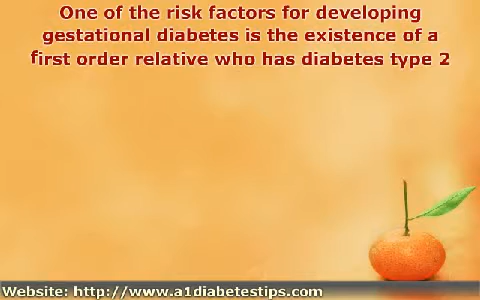 One of the risk factors for developing
gestational diabetes is the existence of a
first order relative who has diabetes type 2
Website: http://www.a1diabetestips.com